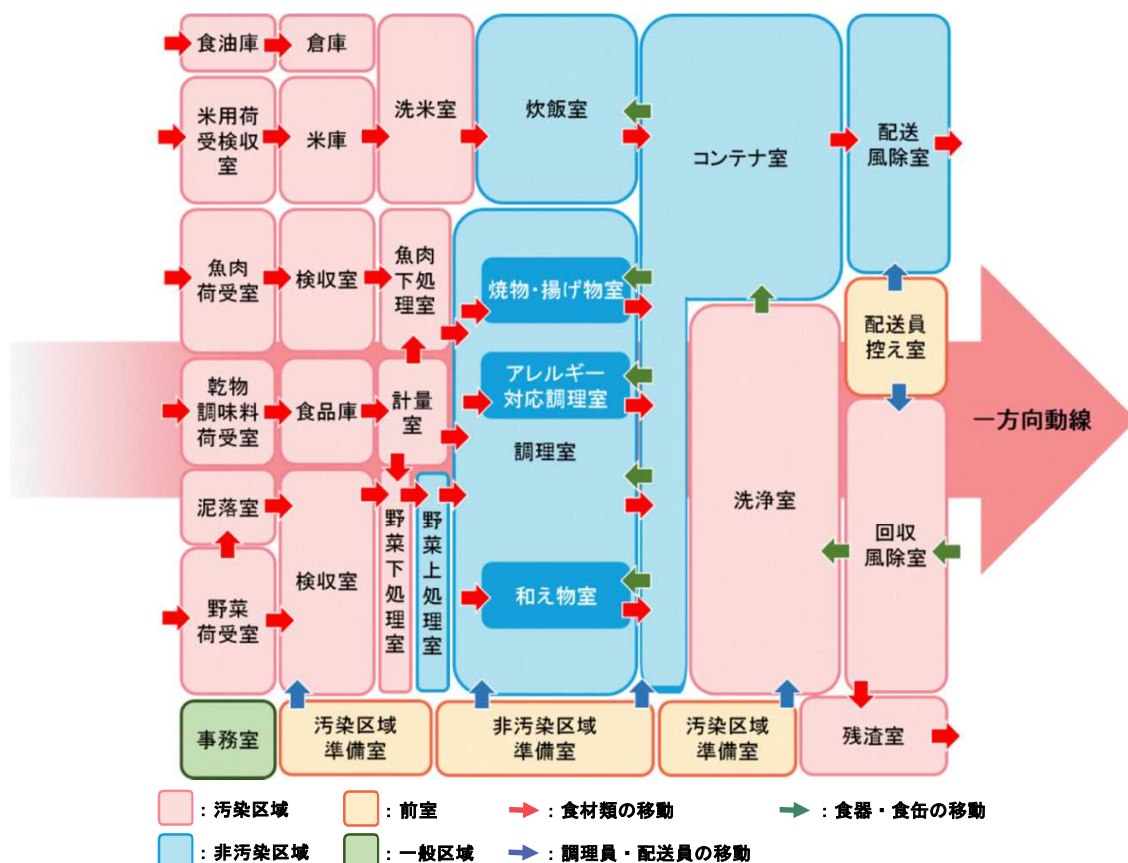 食油庫
倉庫
米用荷
受検収
室
米庫
洗米室
炊飯室
コンテナ室
配送
風除室
魚肉
荷受室
検収室
魚肉
下処
理室
焼物・揚げ物室
配送員
控え室
乾物
調味料
荷受室
食品庫
計量
室
アレルギー
対応調理室
調理室
一方向動線
泥落室
野菜
荷受室
検収室
野菜下処理室
野菜上処理室
和え物室
洗浄室
回収
風除室
事務室
汚染区域
準備室
非汚染区域
準備室
汚染区域
準備室
残渣室
：汚染区域
：前室
：食材類の移動
：食器・食缶の移動
：非汚染区域
：一般区域
：調理員・配送員の移動